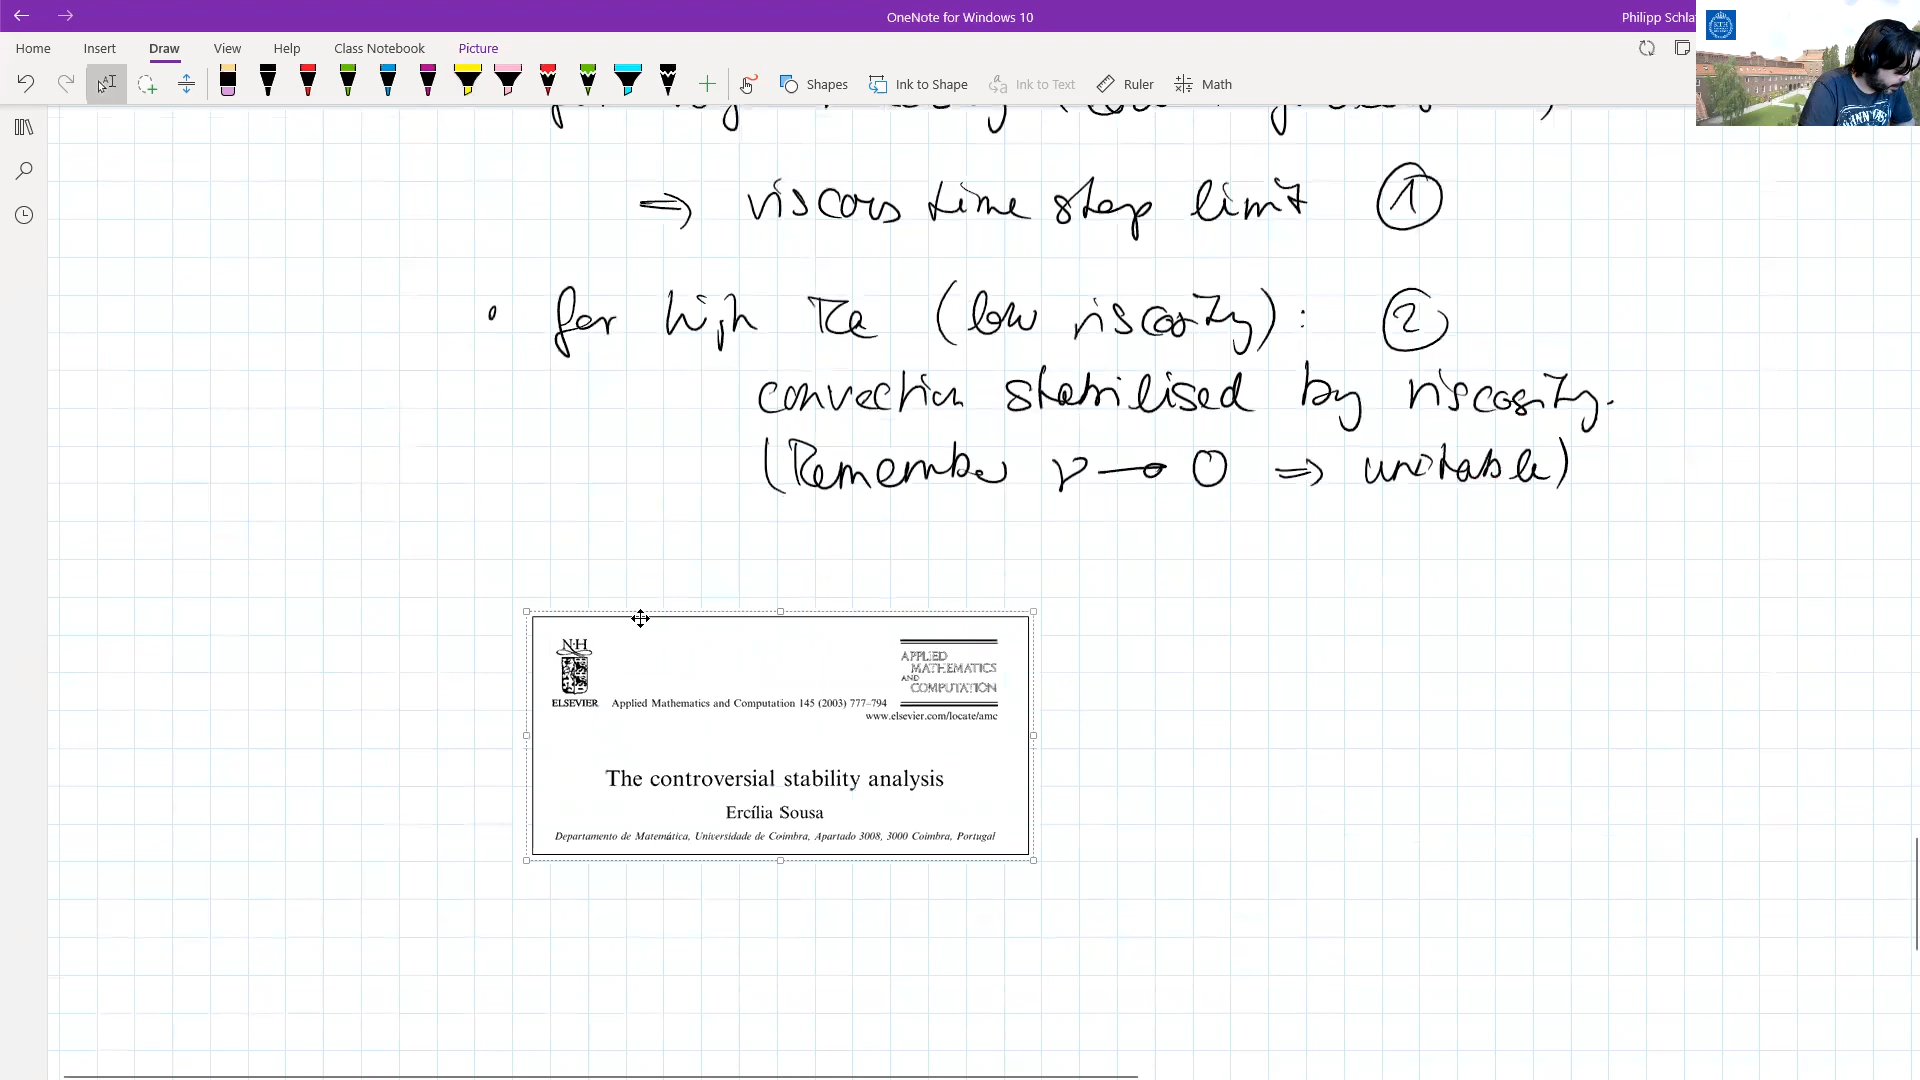 OneNote for Windows 10
Philipp Schla
Home Insert Draw View Help Class Notebook Picture
Shapes Ink to Shape Ink to Text Ruler Math
⇒ viscous time step limit ①
• for high Re (low viscosity): ②
convection stabilised by viscosity.
(Remember ν → 0 ⇒ unstable)
N·H
ELSEVIER
APPLIED
MATHEMATICS
AND
COMPUTATION
Applied Mathematics and Computation 145 (2003) 777–794
www.elsevier.com/locate/amc
The controversial stability analysis
Ercília Sousa
Departamento de Matemática, Universidade de Coimbra, Apartado 3008, 3000 Coimbra, Portugal